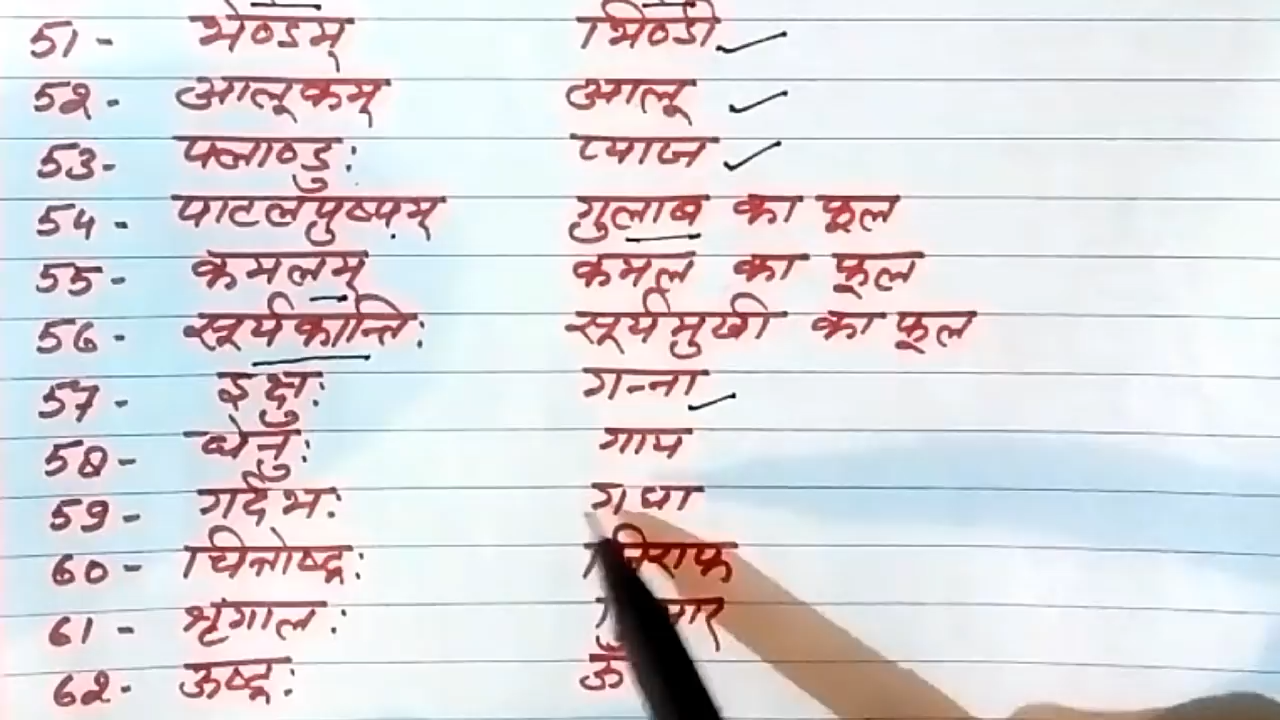 51- भेण्डम् भिण्डी
52- आलूकम् आलू
53- पलाण्डु: प्याज
54- पाटलपुष्पम् गुलाब का फूल
55- कमलम् कमल का फूल
56- सूर्यकान्ति: सूर्यमुखी का फूल
57- इक्षु: गन्ना
58- धेनु: गाय
59- गर्दभ: गधा
60- चित्रोष्ट्र:
61- शृंगाल:
62- ऊष्ट्र: